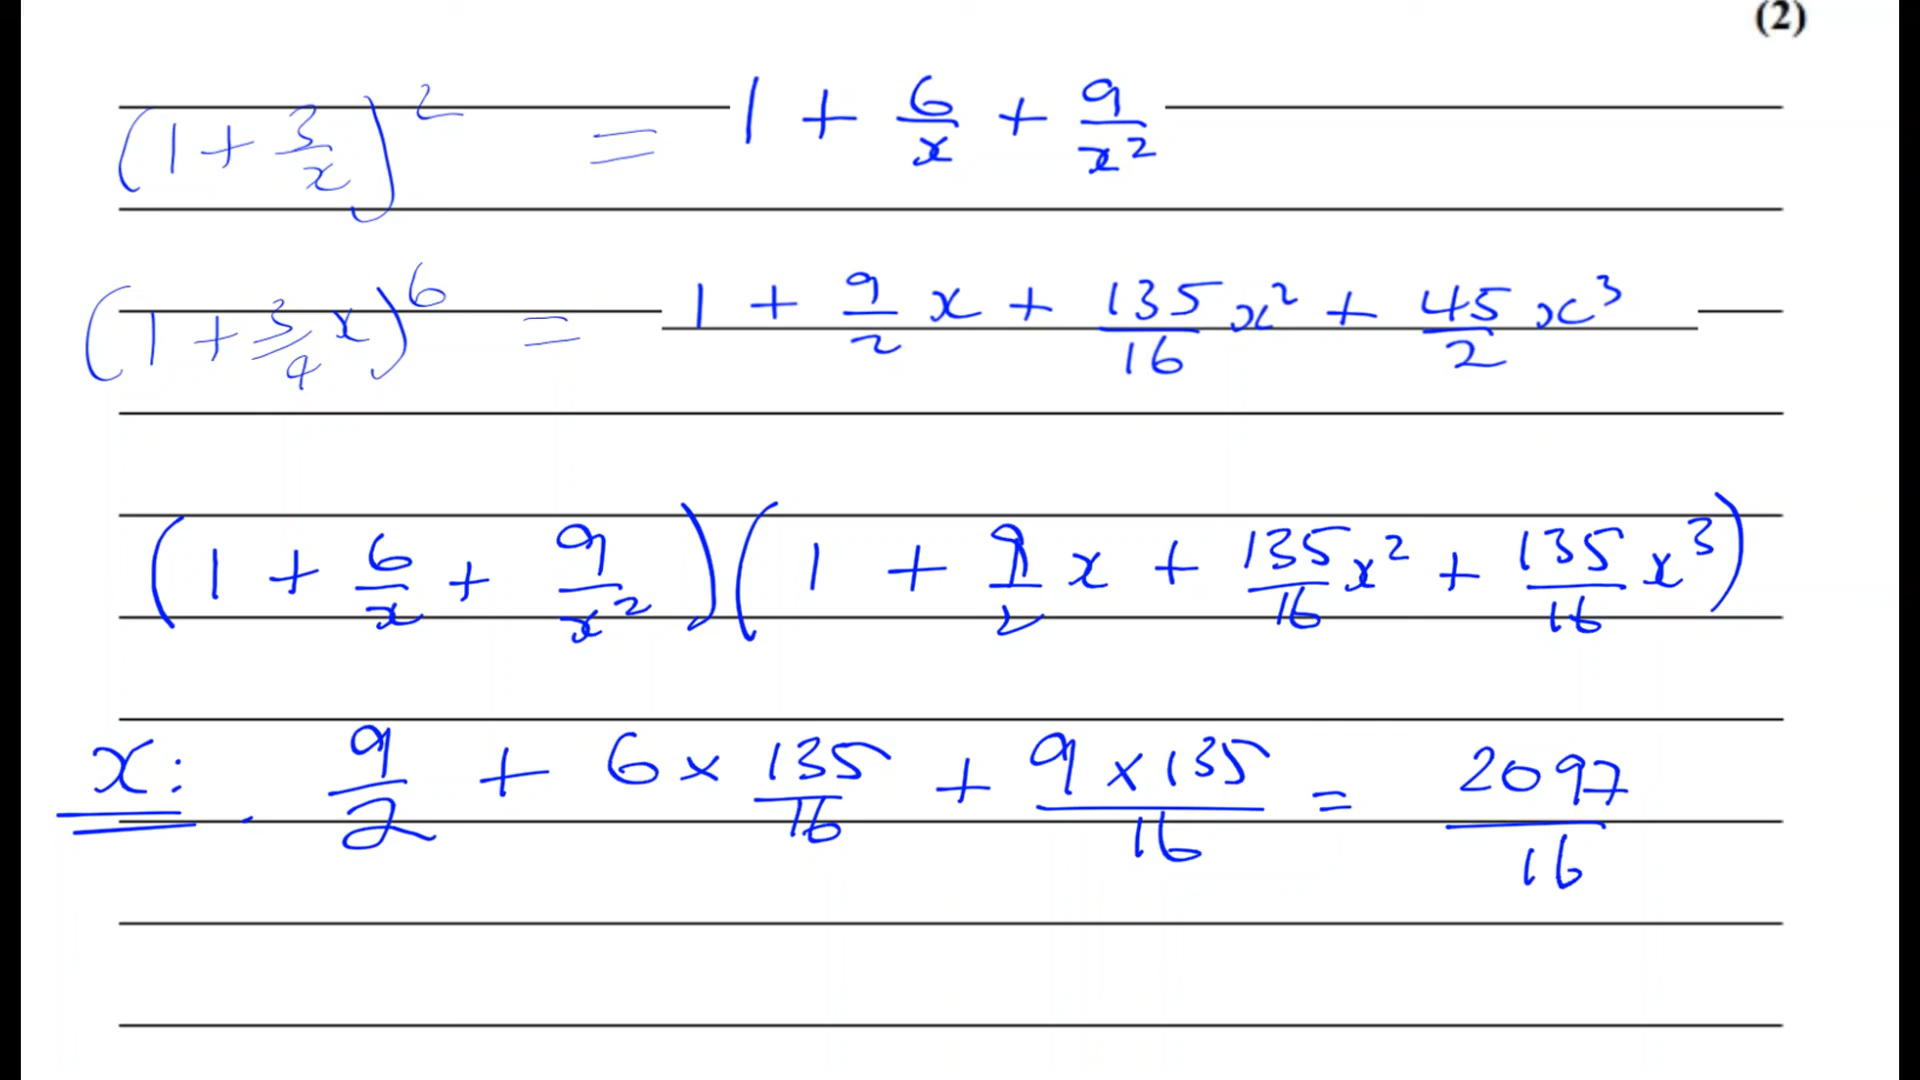 (2)
(1 + 3/x)² = 1 + 6/x + 9/x²
(1 + 3/4 x)⁶ = 1 + 9/2 x + 135/16 x² + 45/2 x³
(1 + 6/x + 9/x²)(1 + 9/2 x + 135/16 x² + 135/16 x³)
x: 9/2 + 6 × 135/16 + 9 × 135/16 = 2097/16